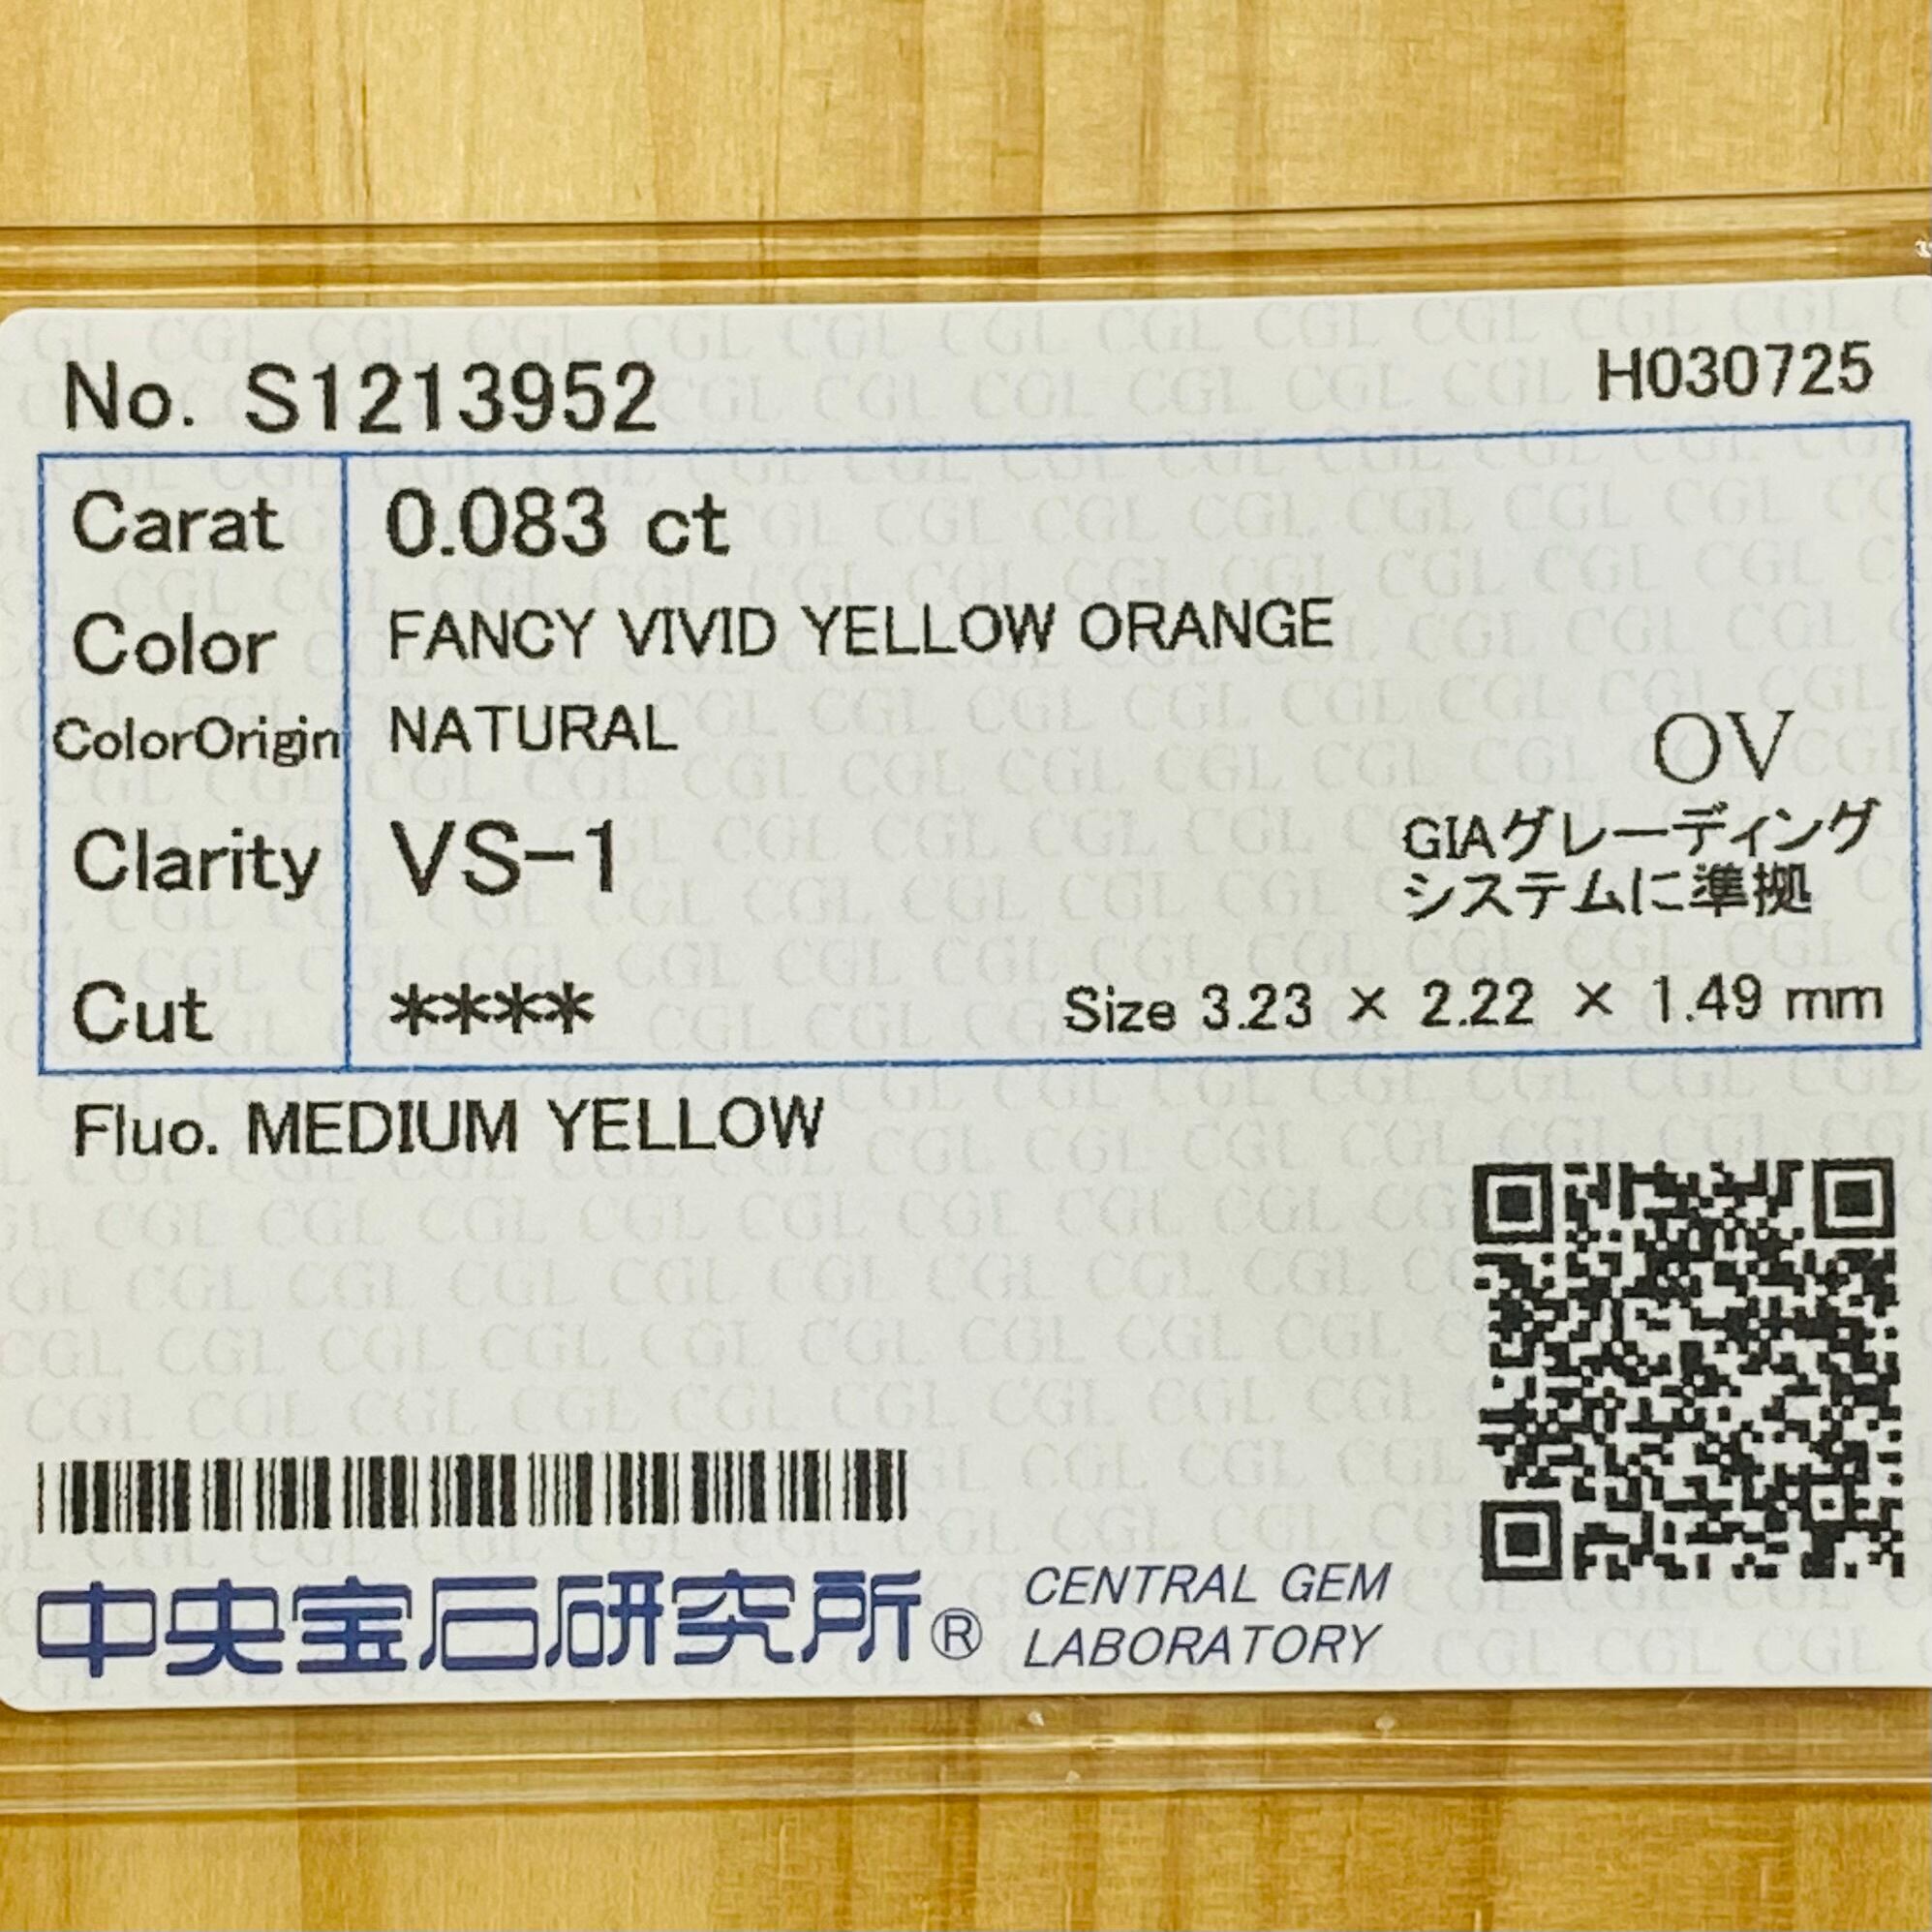 No. S1213952 H030725
Carat 0.083 ct
Color FANCY VIVID YELLOW ORANGE
ColorOrigin NATURAL
OV
Clarity VS-1
GIAグレーディング
システムに準拠
Cut ****
Size 3.23 × 2.22 × 1.49 mm
Fluo. MEDIUM YELLOW
中央宝石研究所® CENTRAL GEM
LABORATORY